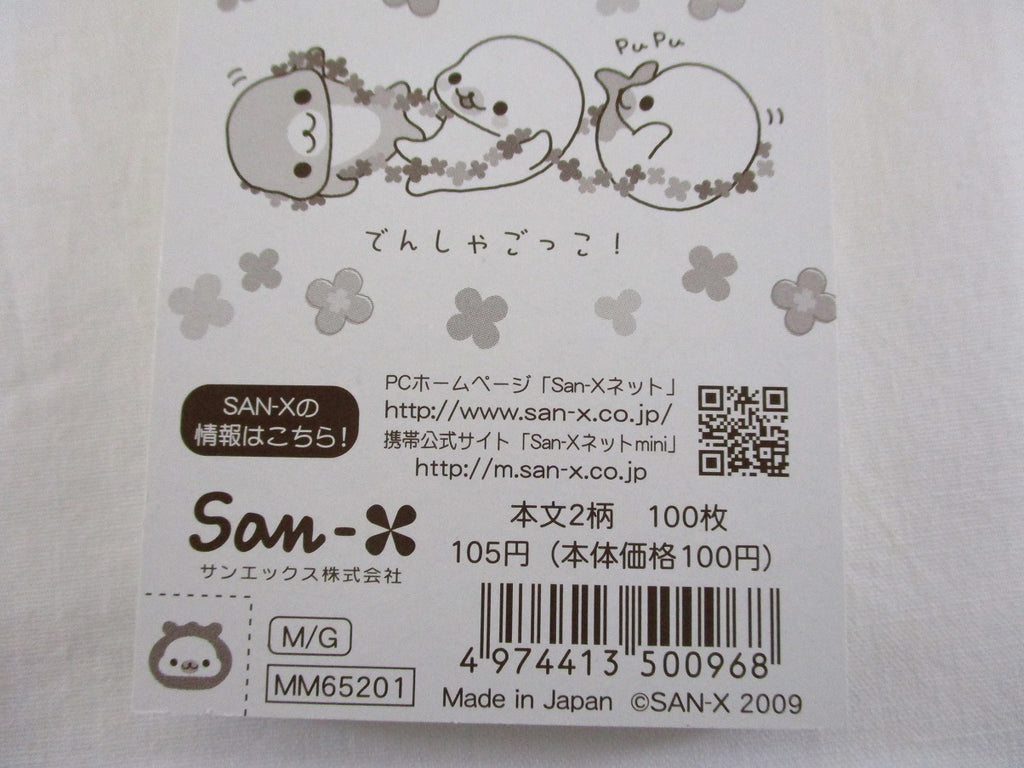 PuPu
でんしゃごっこ！
SAN-Xの
情報はこちら！
PCホームページ「San-Xネット」
http://www.san-x.co.jp/
携帯公式サイト「San-Xネットmini」
http://m.san-x.co.jp
San-X
サンエックス株式会社
本文2柄　100枚
105円（本体価格100円）
4 974413 500968
M/G
MM65201
Made in Japan ©SAN-X 2009